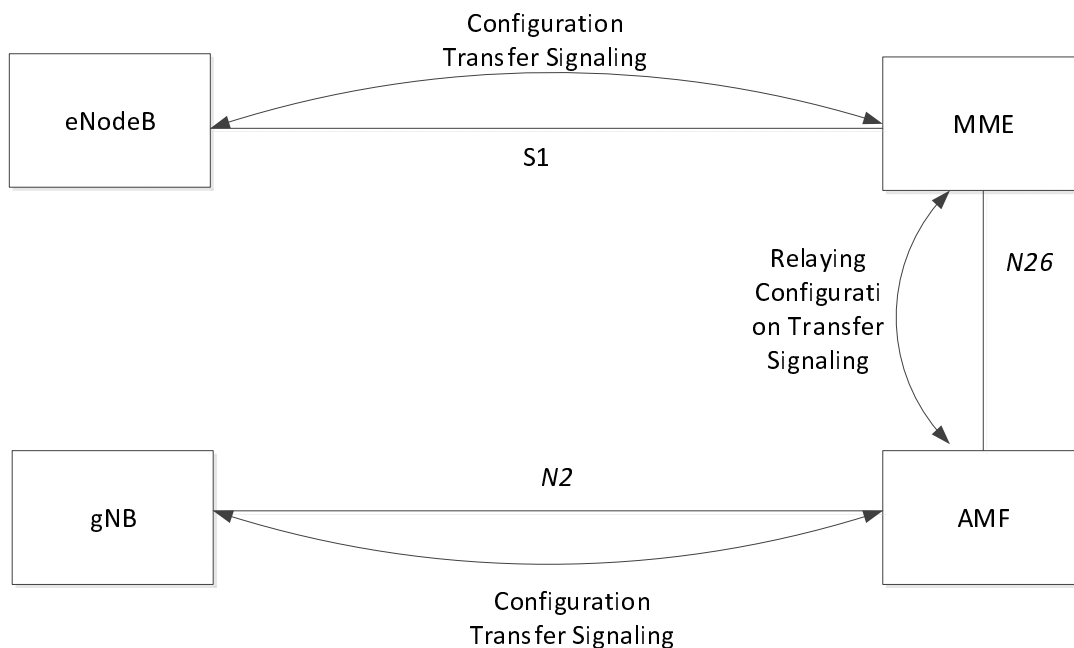 Configuration
Transfer Signaling
eNodeB
MME
S1
Relaying
Configurati
on Transfer
Signaling
N26
N2
gNB
AMF
Configuration
Transfer Signaling